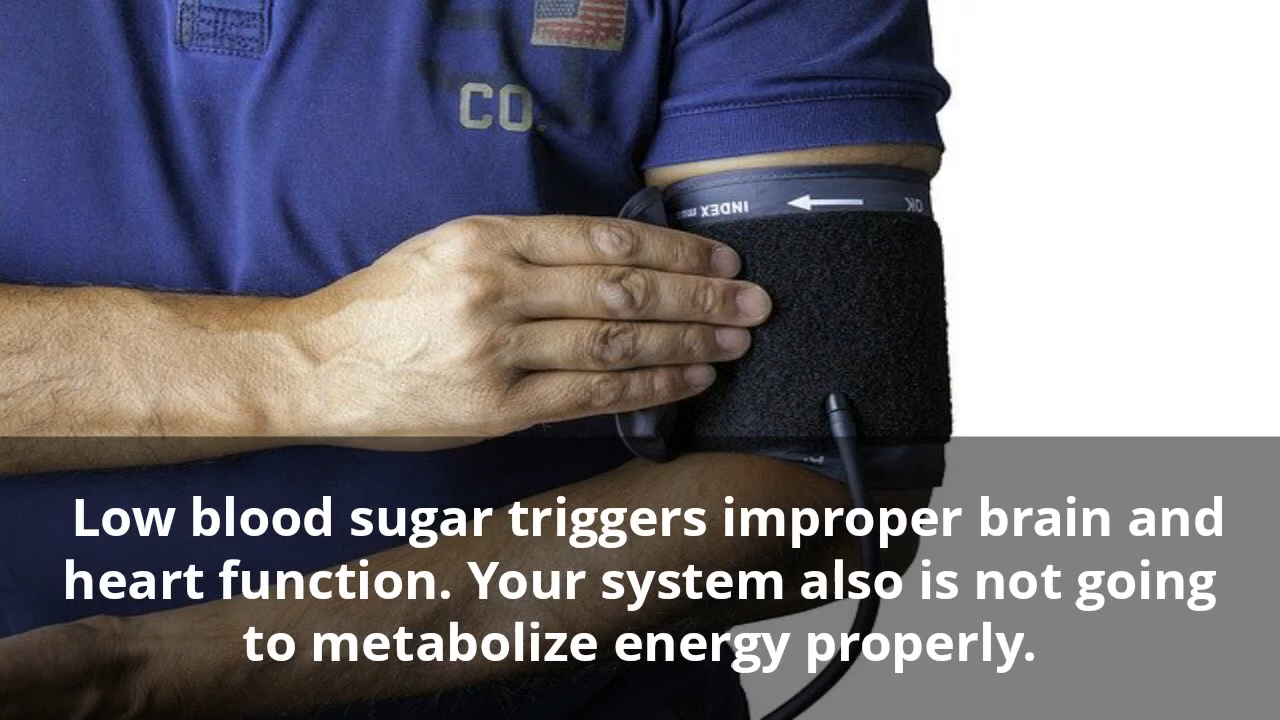 CO.
INDEX
OK
Low blood sugar triggers improper brain and
heart function. Your system also is not going
to metabolize energy properly.